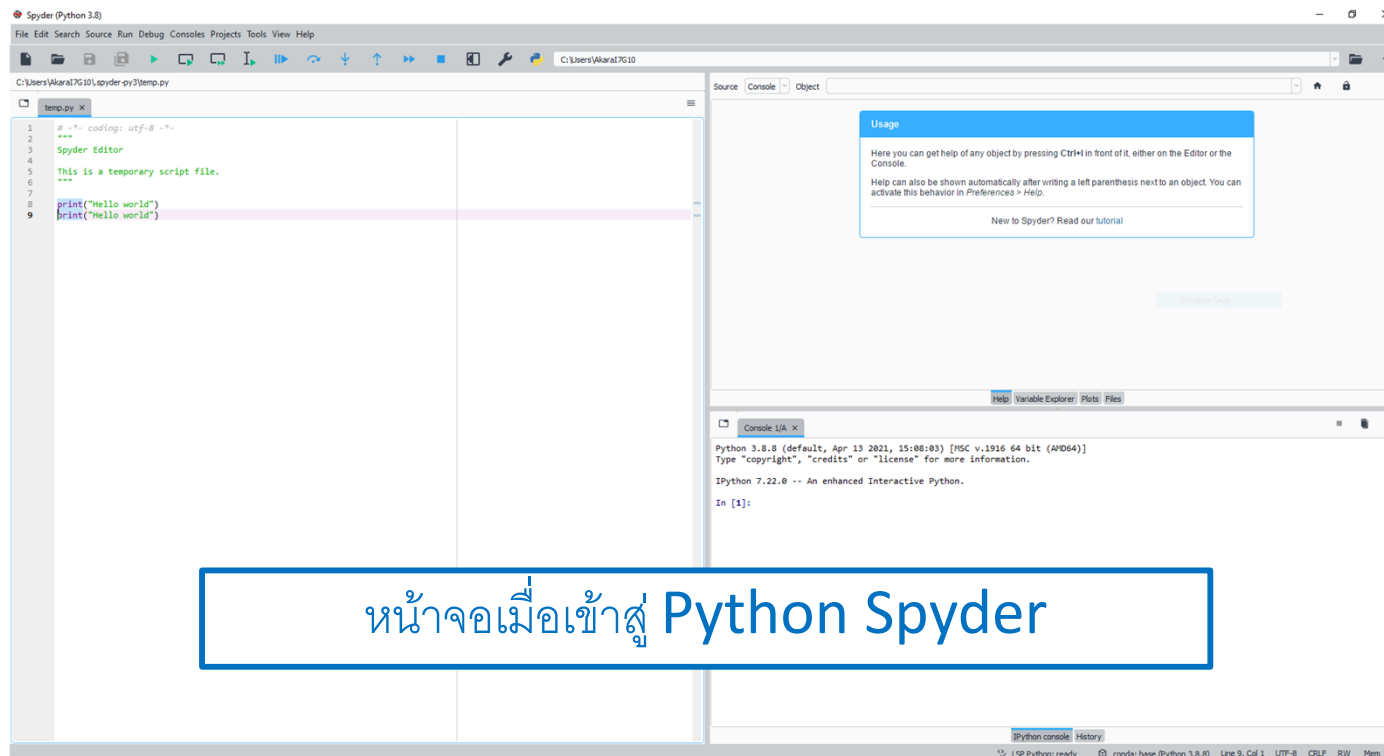 Spyder (Python 3.8)
File Edit Search Source Run Debug Consoles Projects Tools View Help
C:\Users\AkaraI7G10
C:\Users\AkaraI7G10\.spyder-py3\temp.py
temp.py
1 # -*- coding: utf-8 -*-
2 """
3 Spyder Editor
4
5 This is a temporary script file.
6 """
7
8 print("Hello world")
9 print("Hello world")
Source Console Object
Usage
Here you can get help of any object by pressing Ctrl+I in front of it, either on the Editor or the
Console.
Help can also be shown automatically after writing a left parenthesis next to an object. You can
activate this behavior in Preferences > Help.
New to Spyder? Read our tutorial
Window Snip
Help Variable Explorer Plots Files
Console 1/A
Python 3.8.8 (default, Apr 13 2021, 15:08:03) [MSC v.1916 64 bit (AMD64)]
Type "copyright", "credits" or "license" for more information.
IPython 7.22.0 -- An enhanced Interactive Python.
In [1]:
หน้าจอเมื่อเข้าสู่ Python Spyder
IPython console History
LSP Python: ready conda: base (Python 3.8.8) Line 9, Col 1 UTF-8 CRLF RW Mem